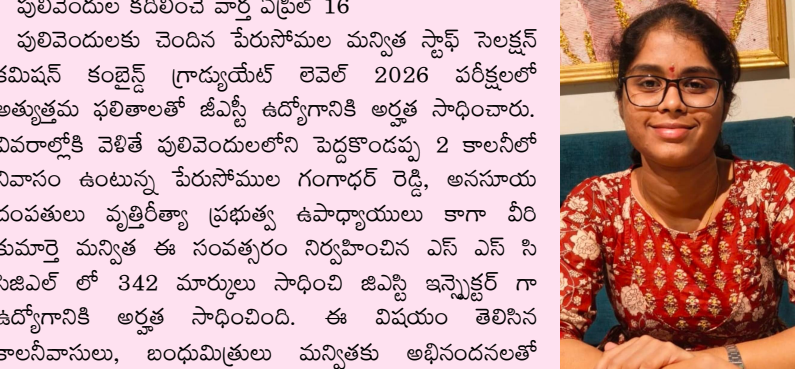 పులివెందుల కదిలించే వార్త ఏప్రిల్ 16
పులివెందులకు చెందిన పేరుసోమల మన్విత స్టాఫ్ సెలక్షన్
కమిషన్ కంబైన్డ్ గ్రాడ్యుయేట్ లెవెల్ 2026 పరీక్షలలో
అత్యుత్తమ ఫలితాలతో జీఎస్టీ ఉద్యోగానికి అర్హత సాధించారు.
వివరాల్లోకి వెళితే పులివెందులలోని పెద్దకొండప్ప 2 కాలనీలో
నివాసం ఉంటున్న పేరుసోముల గంగాధర్ రెడ్డి, అనసూయ
దంపతులు వృత్తిరీత్యా ప్రభుత్వ ఉపాధ్యాయులు కాగా వీరి
కుమార్తె మన్విత ఈ సంవత్సరం నిర్వహించిన ఎస్ ఎస్ సి
సిజిఎల్ లో 342 మార్కులు సాధించి జిఎస్టి ఇన్స్పెక్టర్ గా
ఉద్యోగానికి అర్హత సాధించింది. ఈ విషయం తెలిసిన
కాలనీవాసులు, బంధుమిత్రులు మన్వితకు అభినందనలతో